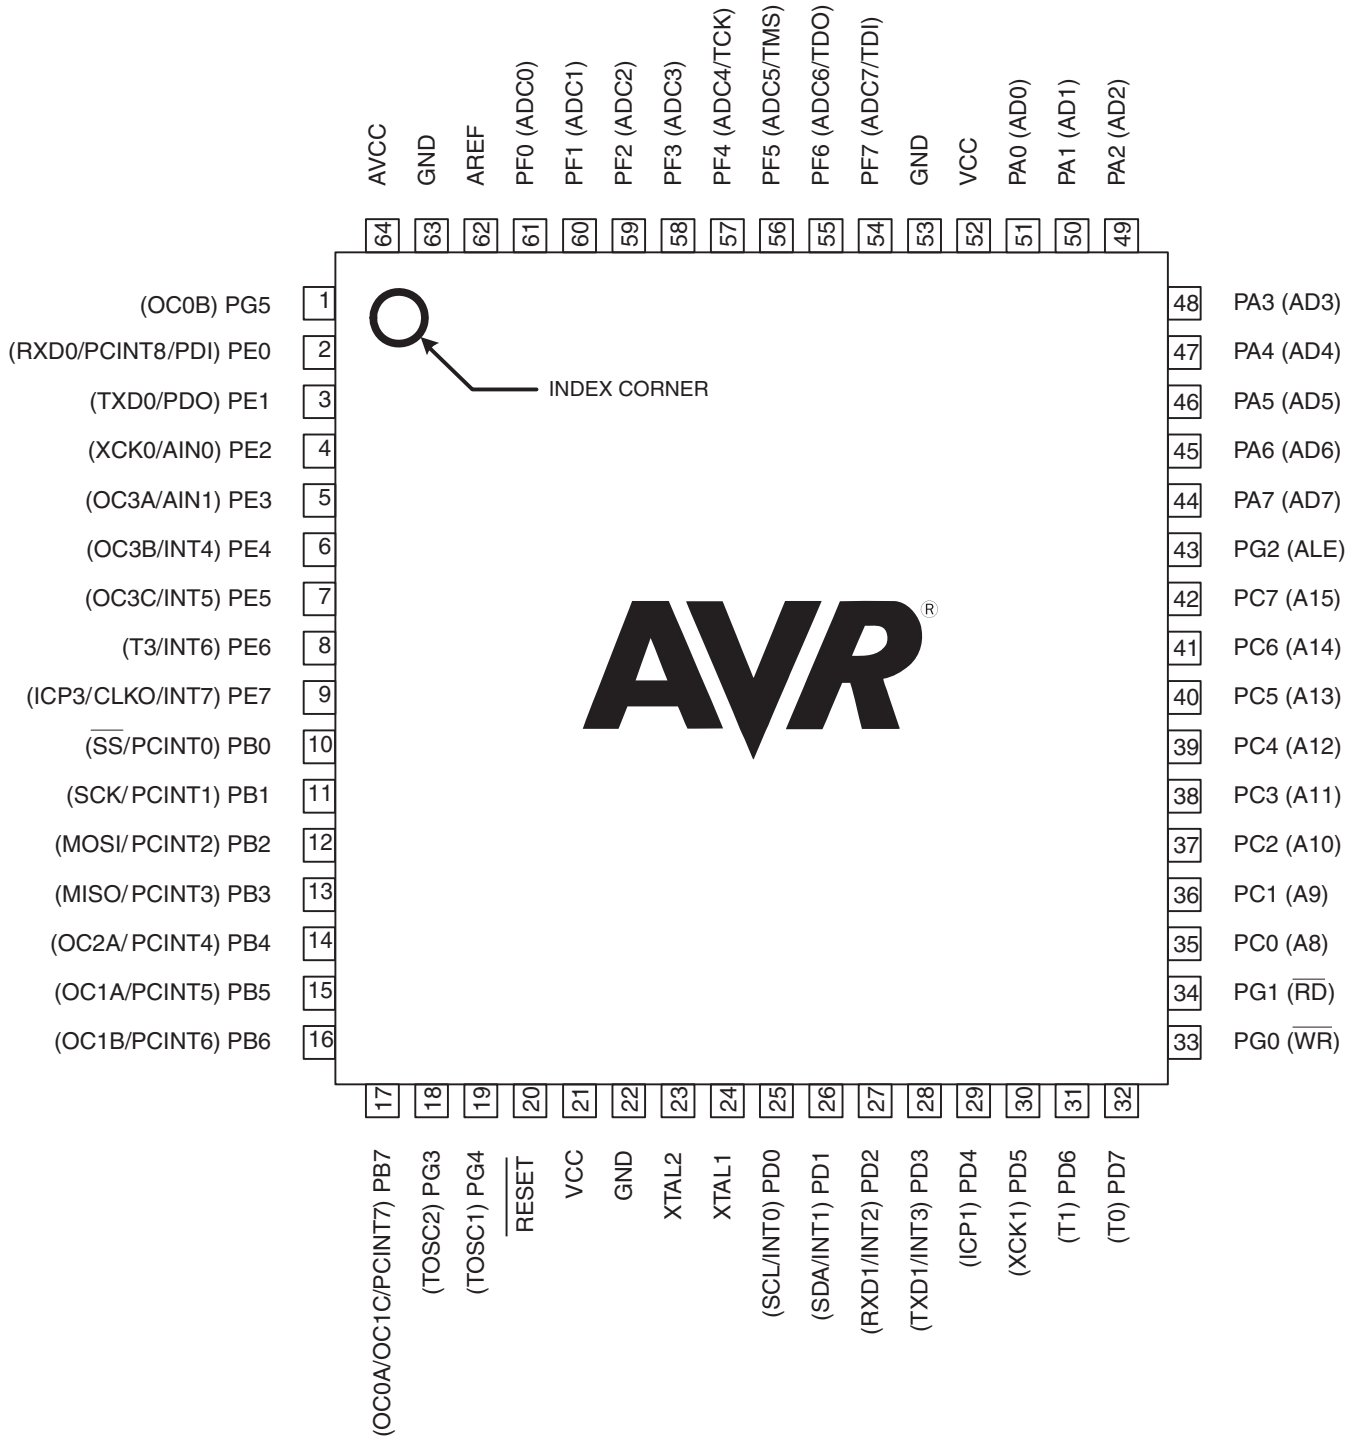 AVCC
GND
AREF
PF0 (ADC0)
PF1 (ADC1)
PF2 (ADC2)
PF3 (ADC3)
PF4 (ADC4/TCK)
PF5 (ADC5/TMS)
PF6 (ADC6/TDO)
PF7 (ADC7/TDI)
GND
VCC
PA0 (AD0)
PA1 (AD1)
PA2 (AD2)
64
63
62
61
60
59
58
57
56
55
54
53
52
51
50
49
(OC0B) PG5 1
(RXD0/PCINT8/PDI) PE0 2
(TXD0/PDO) PE1 3
(XCK0/AIN0) PE2 4
(OC3A/AIN1) PE3 5
(OC3B/INT4) PE4 6
(OC3C/INT5) PE5 7
(T3/INT6) PE6 8
(ICP3/CLKO/INT7) PE7 9
(SS/PCINT0) PB0 10
(SCK/ PCINT1) PB1 11
(MOSI/ PCINT2) PB2 12
(MISO/ PCINT3) PB3 13
(OC2A/ PCINT4) PB4 14
(OC1A/PCINT5) PB5 15
(OC1B/PCINT6) PB6 16
INDEX CORNER
AVR®
48 PA3 (AD3)
47 PA4 (AD4)
46 PA5 (AD5)
45 PA6 (AD6)
44 PA7 (AD7)
43 PG2 (ALE)
42 PC7 (A15)
41 PC6 (A14)
40 PC5 (A13)
39 PC4 (A12)
38 PC3 (A11)
37 PC2 (A10)
36 PC1 (A9)
35 PC0 (A8)
34 PG1 (RD)
33 PG0 (WR)
17
18
19
20
21
22
23
24
25
26
27
28
29
30
31
32
(OC0A/OC1C/PCINT7) PB7
(TOSC2) PG3
(TOSC1) PG4
RESET
VCC
GND
XTAL2
XTAL1
(SCL/INT0) PD0
(SDA/INT1) PD1
(RXD1/INT2) PD2
(TXD1/INT3) PD3
(ICP1) PD4
(XCK1) PD5
(T1) PD6
(T0) PD7